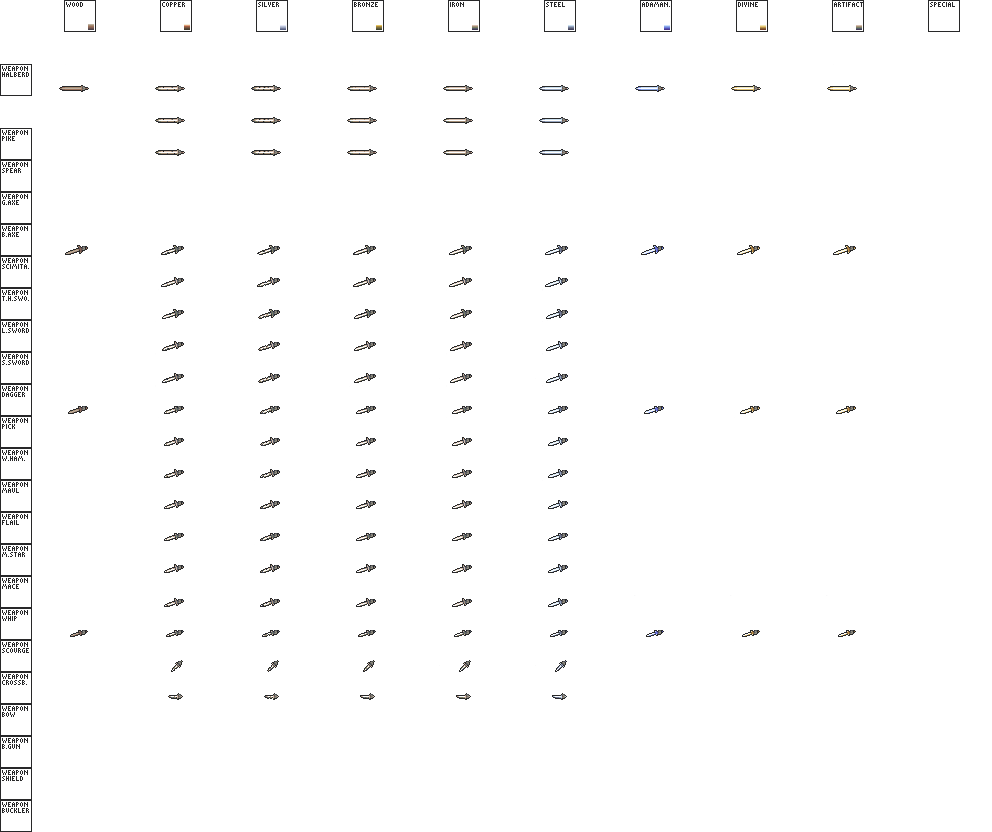 WOOD
COPPER
SILVER
BRONZE
IRON
STEEL
ADAMAN.
DIVINE
ARTIFACT
SPECIAL
WEAPON
HALBERD
WEAPON
PIKE
WEAPON
SPEAR
WEAPON
G.AXE
WEAPON
B.AXE
WEAPON
SCIMITA.
WEAPON
T.H.SWO.
WEAPON
L.SWORD
WEAPON
S.SWORD
WEAPON
DAGGER
WEAPON
PICK
WEAPON
W.HAM.
WEAPON
MAUL
WEAPON
FLAIL
WEAPON
M.STAR
WEAPON
MACE
WEAPON
WHIP
WEAPON
SCOURGE
WEAPON
CROSSB.
WEAPON
BOW
WEAPON
B.GUN
WEAPON
SHIELD
WEAPON
BUCKLER